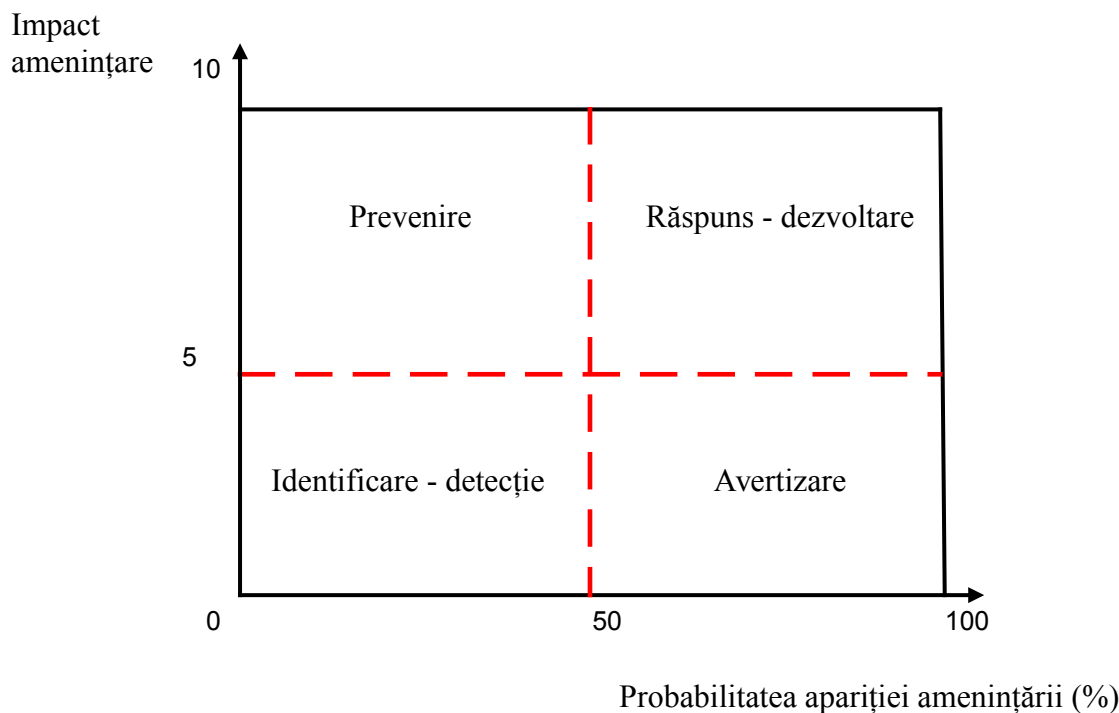 Impact
amenințare
10
Prevenire
Răspuns - dezvoltare
5
Identificare - detecție
Avertizare
0
50
100
Probabilitatea apariției amenințării (%)